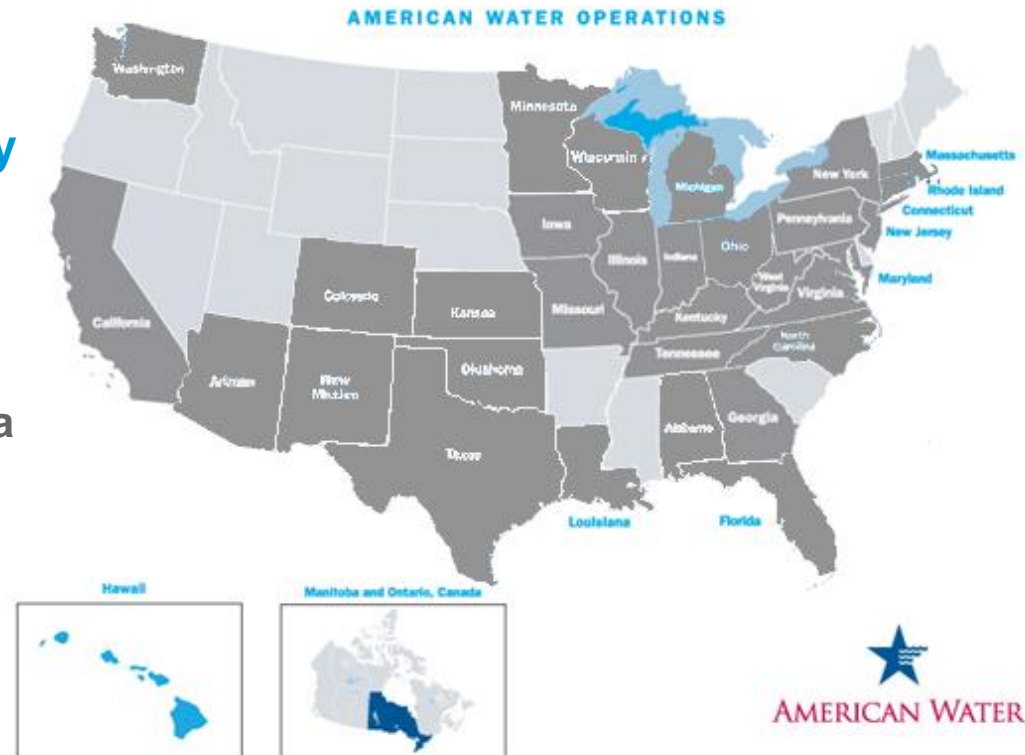 AMERICAN WATER OPERATIONS
Washington
Minnesota
y
Wisconsin
Michigan
New York
Massachusetts
Rhode Island
Connecticut
New Jersey
Pennsylvania
Iowa
Ohio
Illinois
Indiana
West
Virginia
Virginia
Maryland
Colorado
Kansas
Missouri
Kentucky
California
North
Carolina
Tennessee
Arizona
New
Mexico
Oklahoma
a
Alabama
Georgia
Texas
Louisiana
Florida
Hawaii
Manitoba and Ontario, Canada
AMERICAN WATER